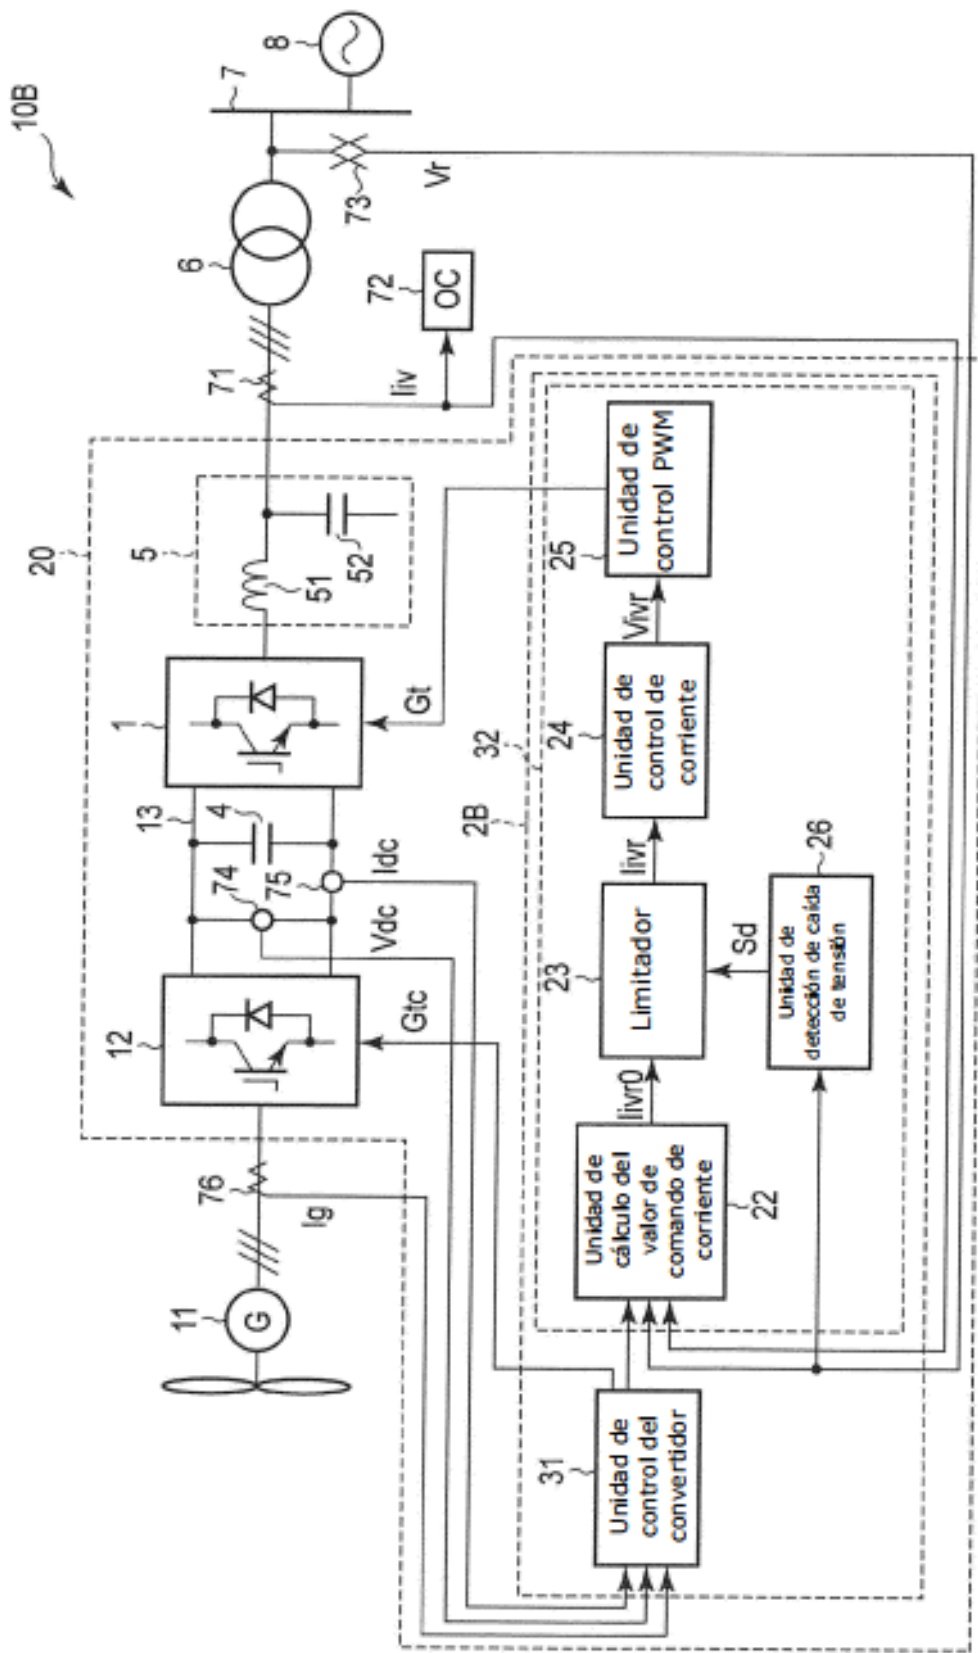 10B
20
5
51
52
71
Iiv
72
OC
6
73
Vr
7
8
11
G
76
Ig
12
Gtc
13
74
Vdc
75
Idc
4
1
Gt
2B
32
31
Unidad de
control del
convertidor
Unidad de
cálculo del
valor de
comando de
corriente
22
Iivr0
23
Limitador
Iivr
24
Unidad de
control de
corriente
Vivr
25
Unidad de
control PWM
Sd
26
Unidad de
detección de caída
de tensión